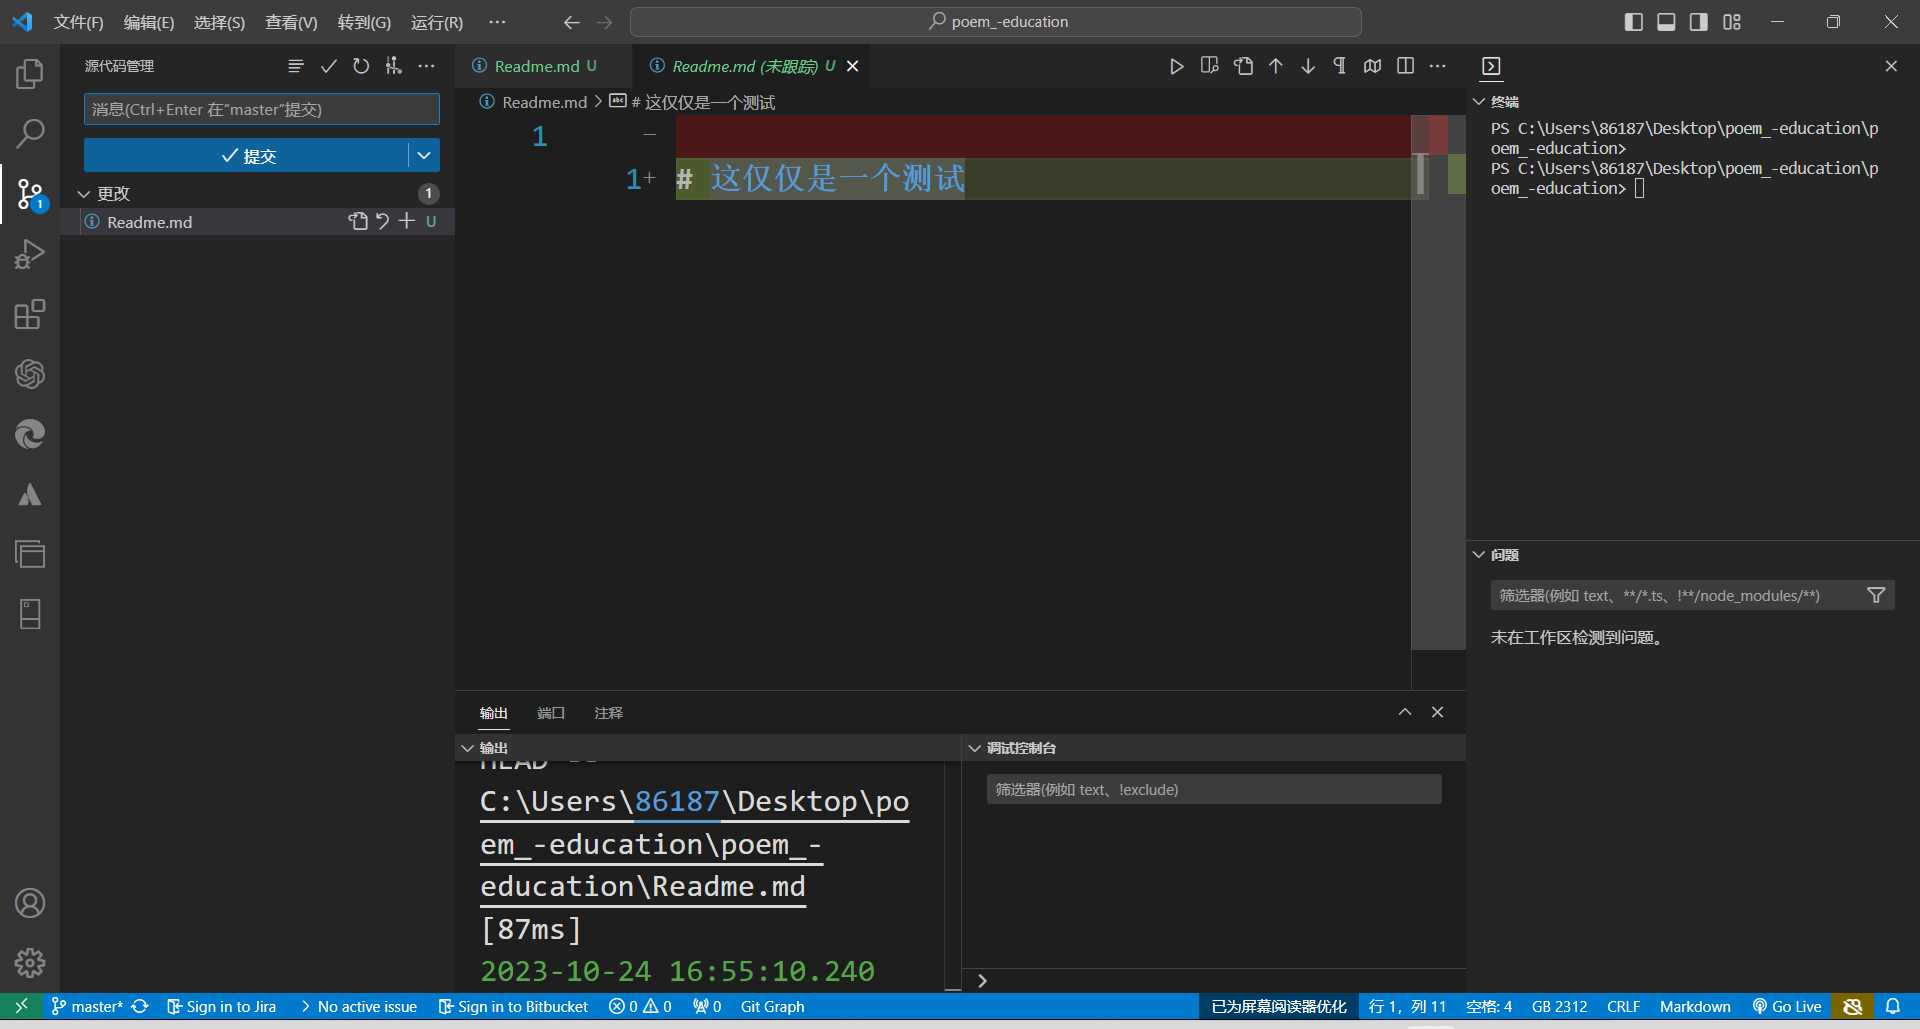 文件(F) 编辑(E) 选择(S) 查看(V) 转到(G) 运行(R) ··· poem_-education
源代码管理
消息(Ctrl+Enter 在"master"提交)
提交
更改 1
Readme.md U
1
Readme.md U Readme.md (未跟踪) U
Readme.md > # 这仅仅是一个测试
1 −
1+ # 这仅仅是一个测试
终端
PS C:\Users\86187\Desktop\poem_-education\p
oem_-education>
PS C:\Users\86187\Desktop\poem_-education\p
oem_-education>
问题
筛选器(例如 text、**/*.ts、!**/node_modules/**)
未在工作区检测到问题。
输出 端口 注释
输出
HEAD --
C:\Users\86187\Desktop\po
em_-education\poem_-
education\Readme.md
[87ms]
2023-10-24 16:55:10.240
调试控制台
筛选器(例如 text、!exclude)
master* Sign in to Jira No active issue Sign in to Bitbucket 0 0 0 Git Graph 已为屏幕阅读器优化 行 1，列 11 空格: 4 GB 2312 CRLF Markdown Go Live